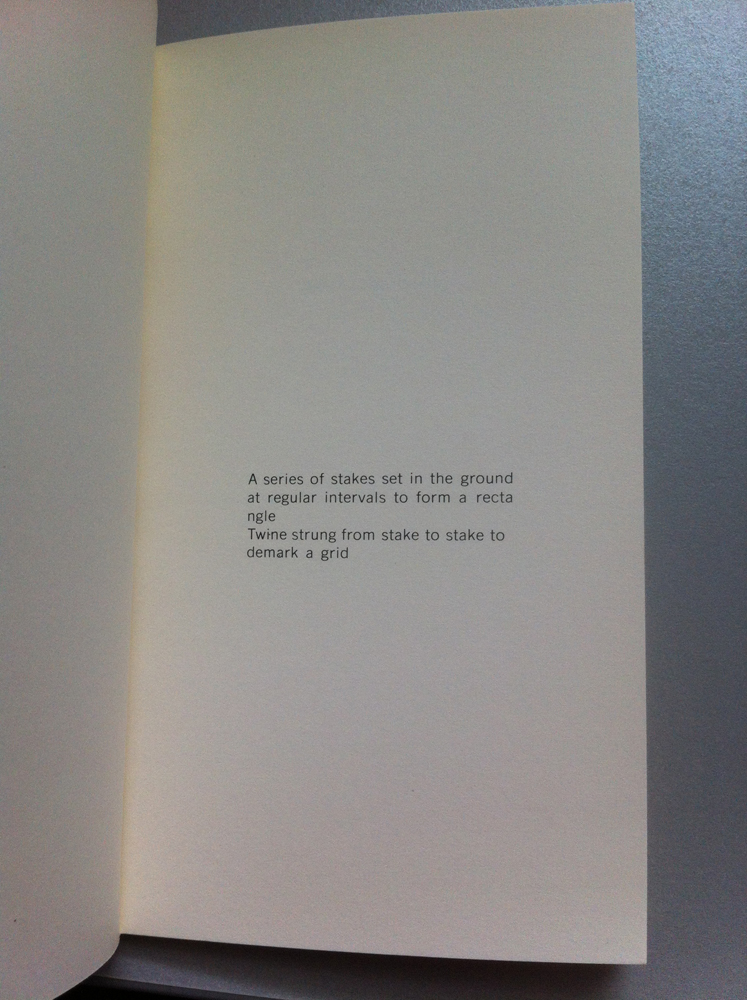 A series of stakes set in the ground
at regular intervals to form a recta
ngle
Twine strung from stake to stake to
demark a grid